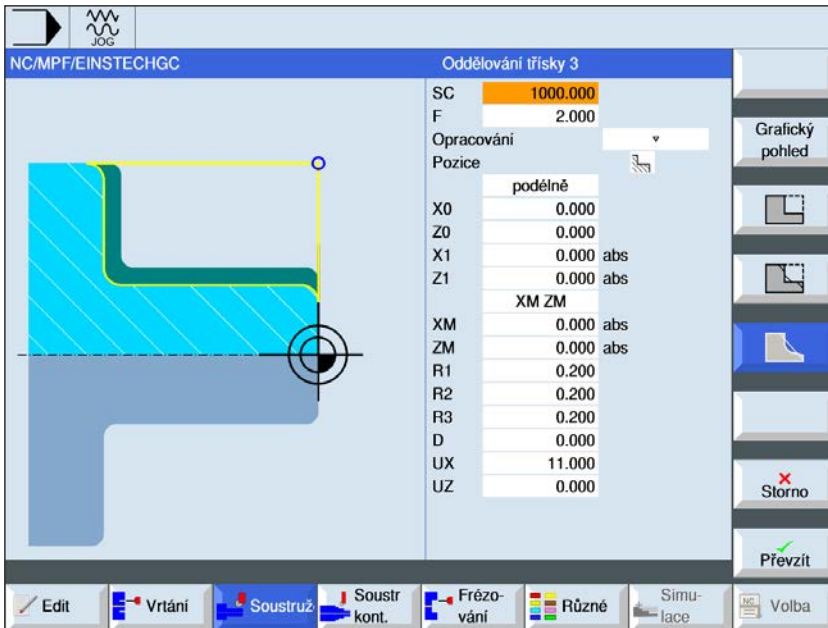 JOG
NC/MPF/EINSTECHGC
Oddělování třísky 3
SC 1000.000
F 2.000
Opracování
Pozice
podélně
X0 0.000
Z0 0.000
X1 0.000 abs
Z1 0.000 abs
XM ZM
XM 0.000 abs
ZM 0.000 abs
R1 0.200
R2 0.200
R3 0.200
D 0.000
UX 11.000
UZ 0.000
Grafický
pohled
Storno
Převzít
Edit
Vrtání
Soustruž
Soustr
kont.
Frézo-
vání
Různé
Simu-
lace
NC
Volba